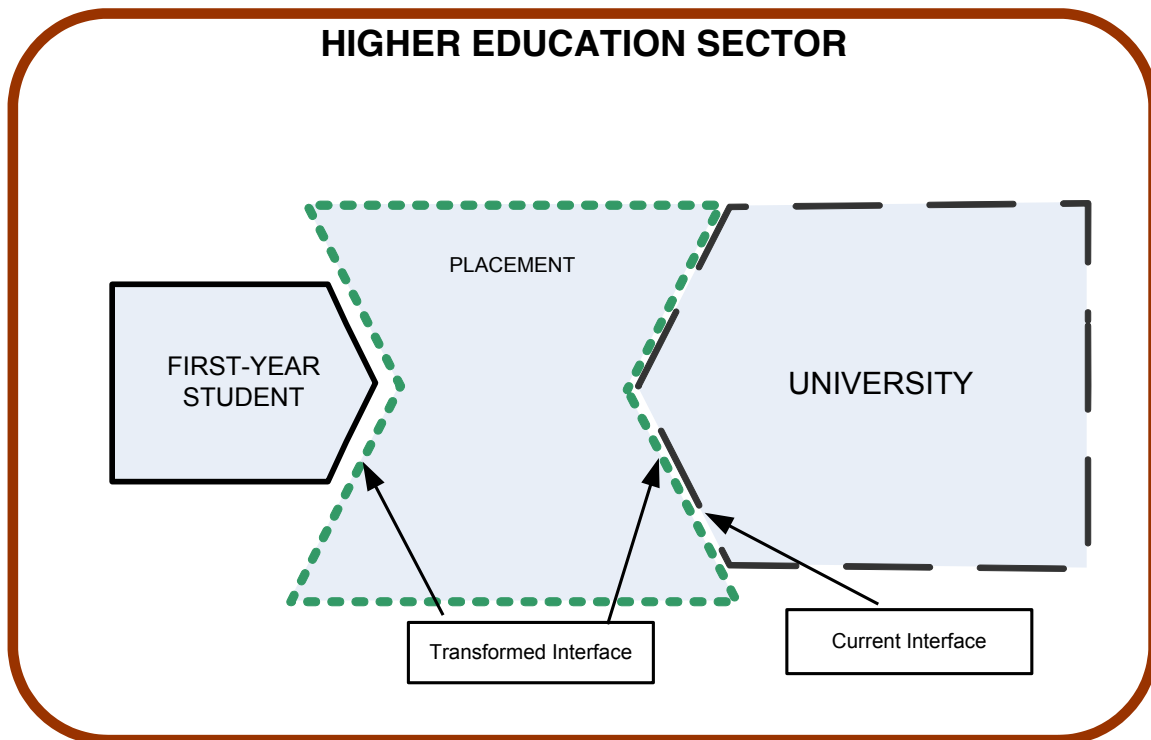 HIGHER EDUCATION SECTOR
PLACEMENT
FIRST-YEAR
STUDENT
UNIVERSITY
Transformed Interface
Current Interface